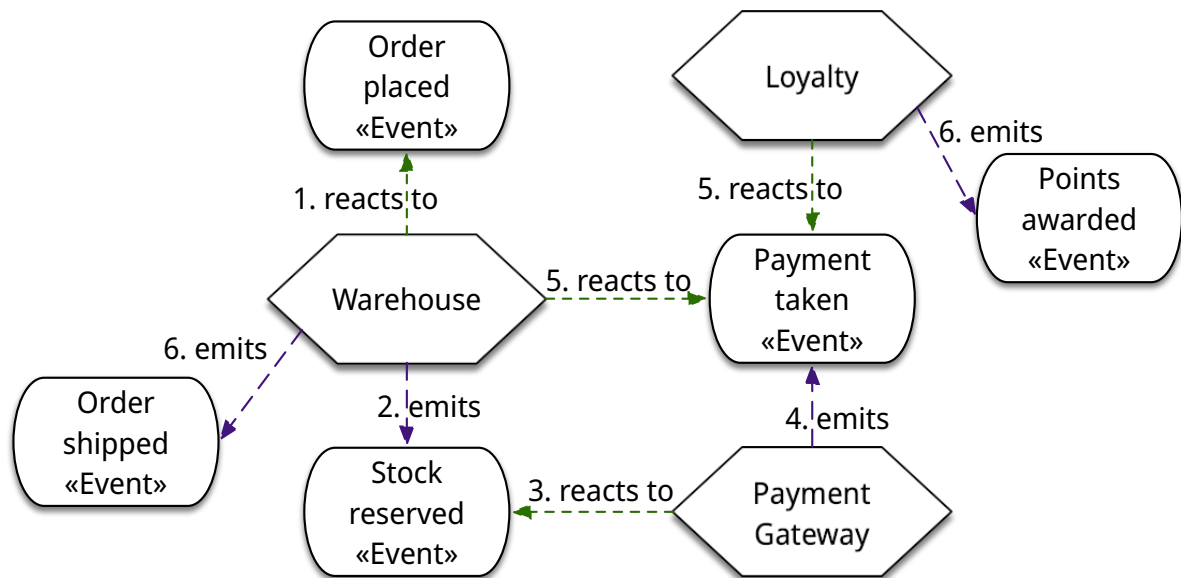 Order
placed
«Event»
Loyalty
6. emits
1. reacts to
5. reacts to
Points
awarded
«Event»
Warehouse
5. reacts to
Payment
taken
«Event»
6. emits
2. emits
4. emits
Order
shipped
«Event»
Stock
reserved
«Event»
3. reacts to
Payment
Gateway